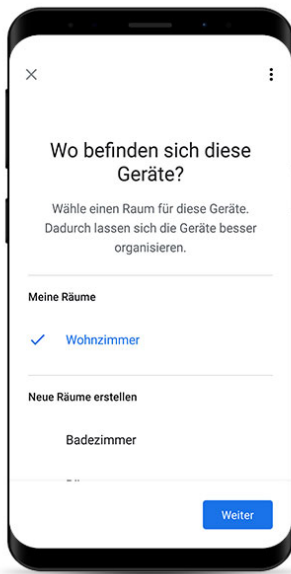 Wo befinden sich diese
Geräte?
Wähle einen Raum für diese Geräte.
Dadurch lassen sich die Geräte besser
organisieren.
Meine Räume
Wohnzimmer
Neue Räume erstellen
Badezimmer
Weiter